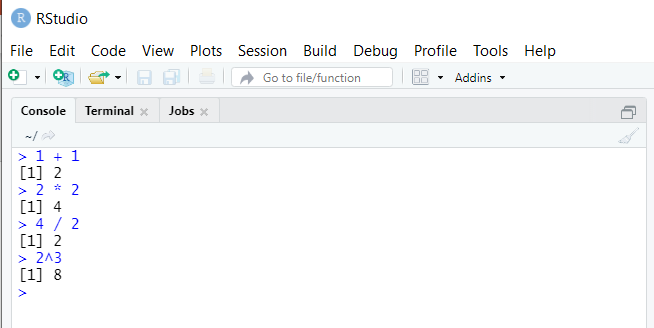 RStudio
File Edit Code View Plots Session Build Debug Profile Tools Help
R Go to file/function Addins
Console Terminal Jobs
~/
> 1 + 1
[1] 2
> 2 * 2
[1] 4
> 4 / 2
[1] 2
> 2^3
[1] 8
>